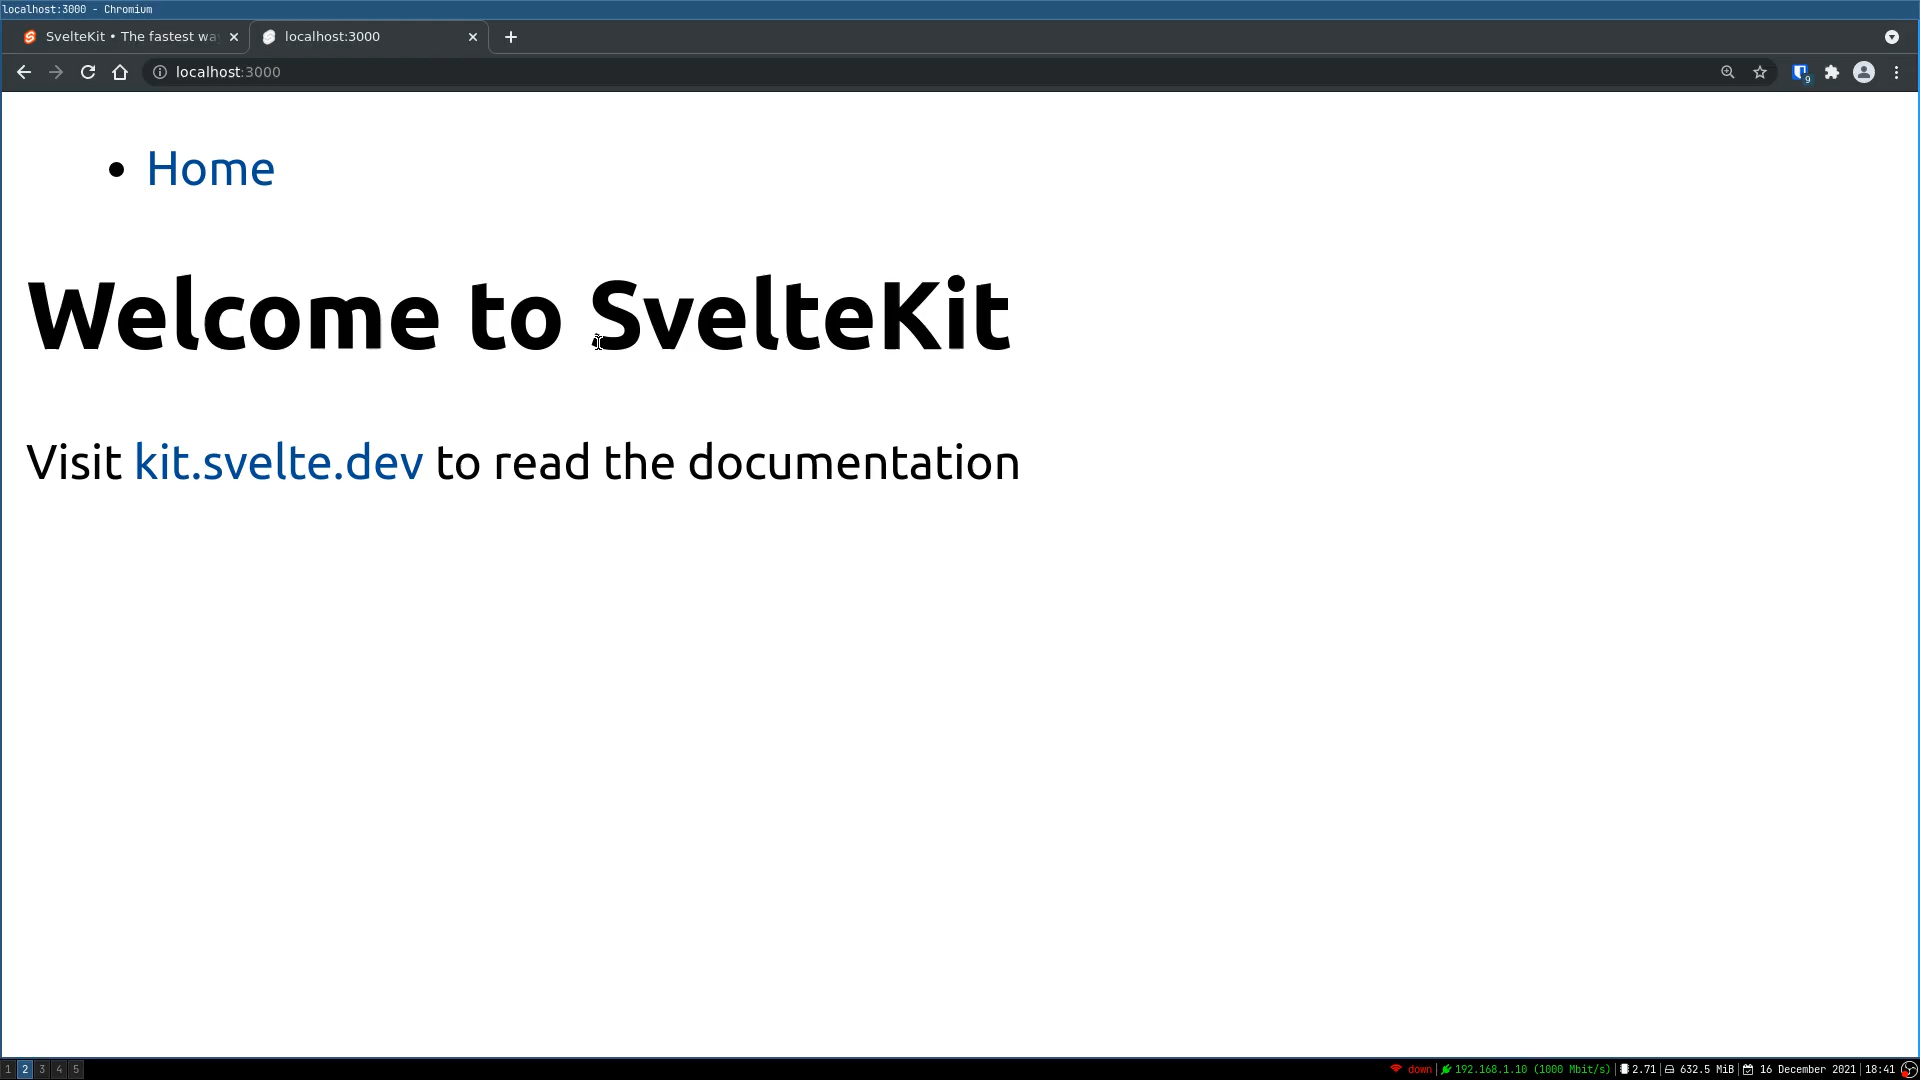 localhost:3000 - Chromium
SvelteKit • The fastest wa
localhost:3000
localhost:3000
9
• Home
Welcome to SvelteKit
Visit kit.svelte.dev to read the documentation
1 2 3 4 5
down | 192.168.1.10 (1000 Mbit/s) | 2.71 | 632.5 MiB | 16 December 2021 | 18:41